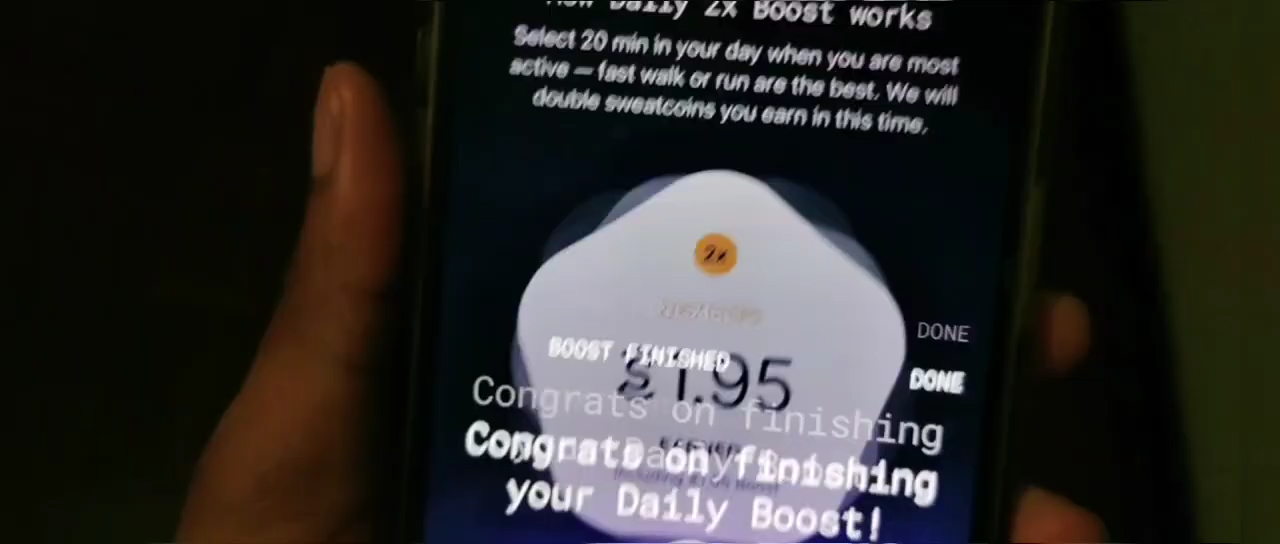 How Daily 2X Boost works
Select 20 min in your day when you are most
active — fast walk or run are the best. We will
double sweatcoins you earn in this time.
2x
DONE
BOOST FINISHED
1.95
DONE
Congrats on finishing
Congrats on finishing
your Daily Boost!